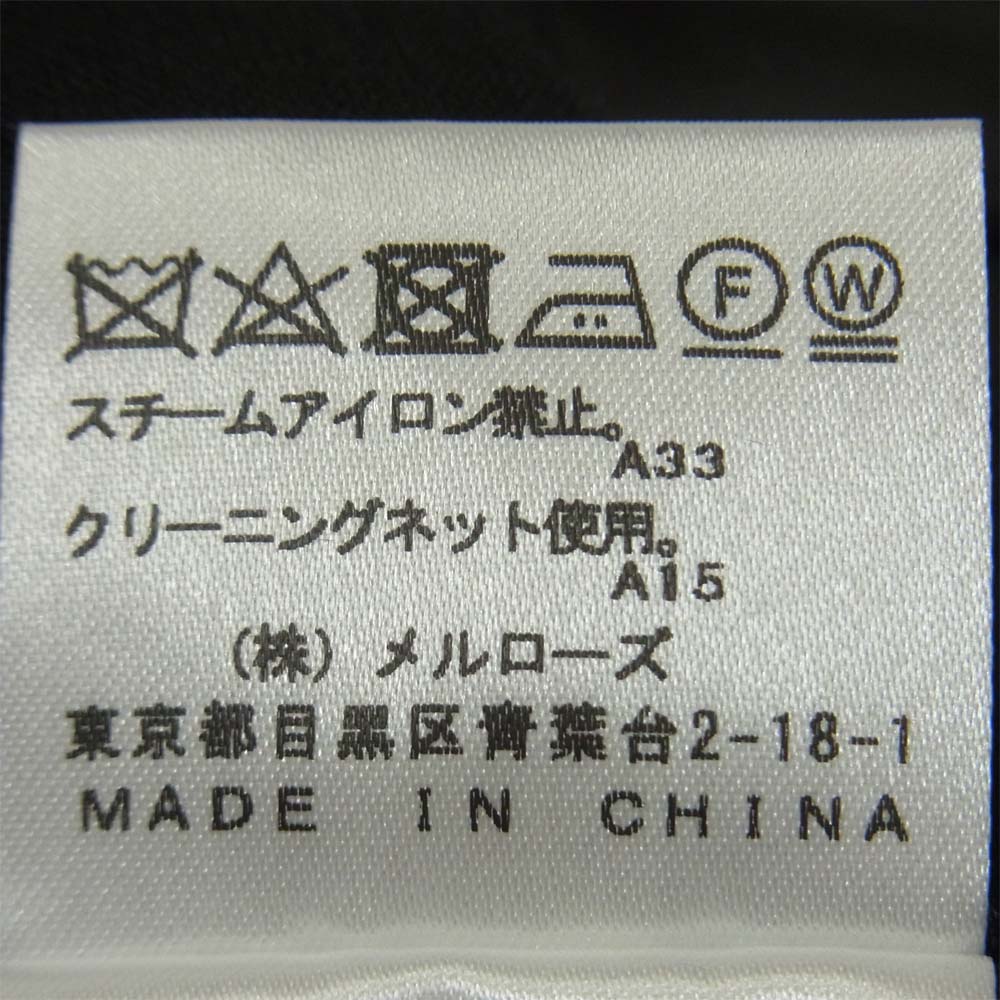 F W
スチームアイロン禁止。
A33
クリーニングネット使用。
A15
(株) メルローズ
東京都目黒区青葉台2-18-1
MADE IN CHINA